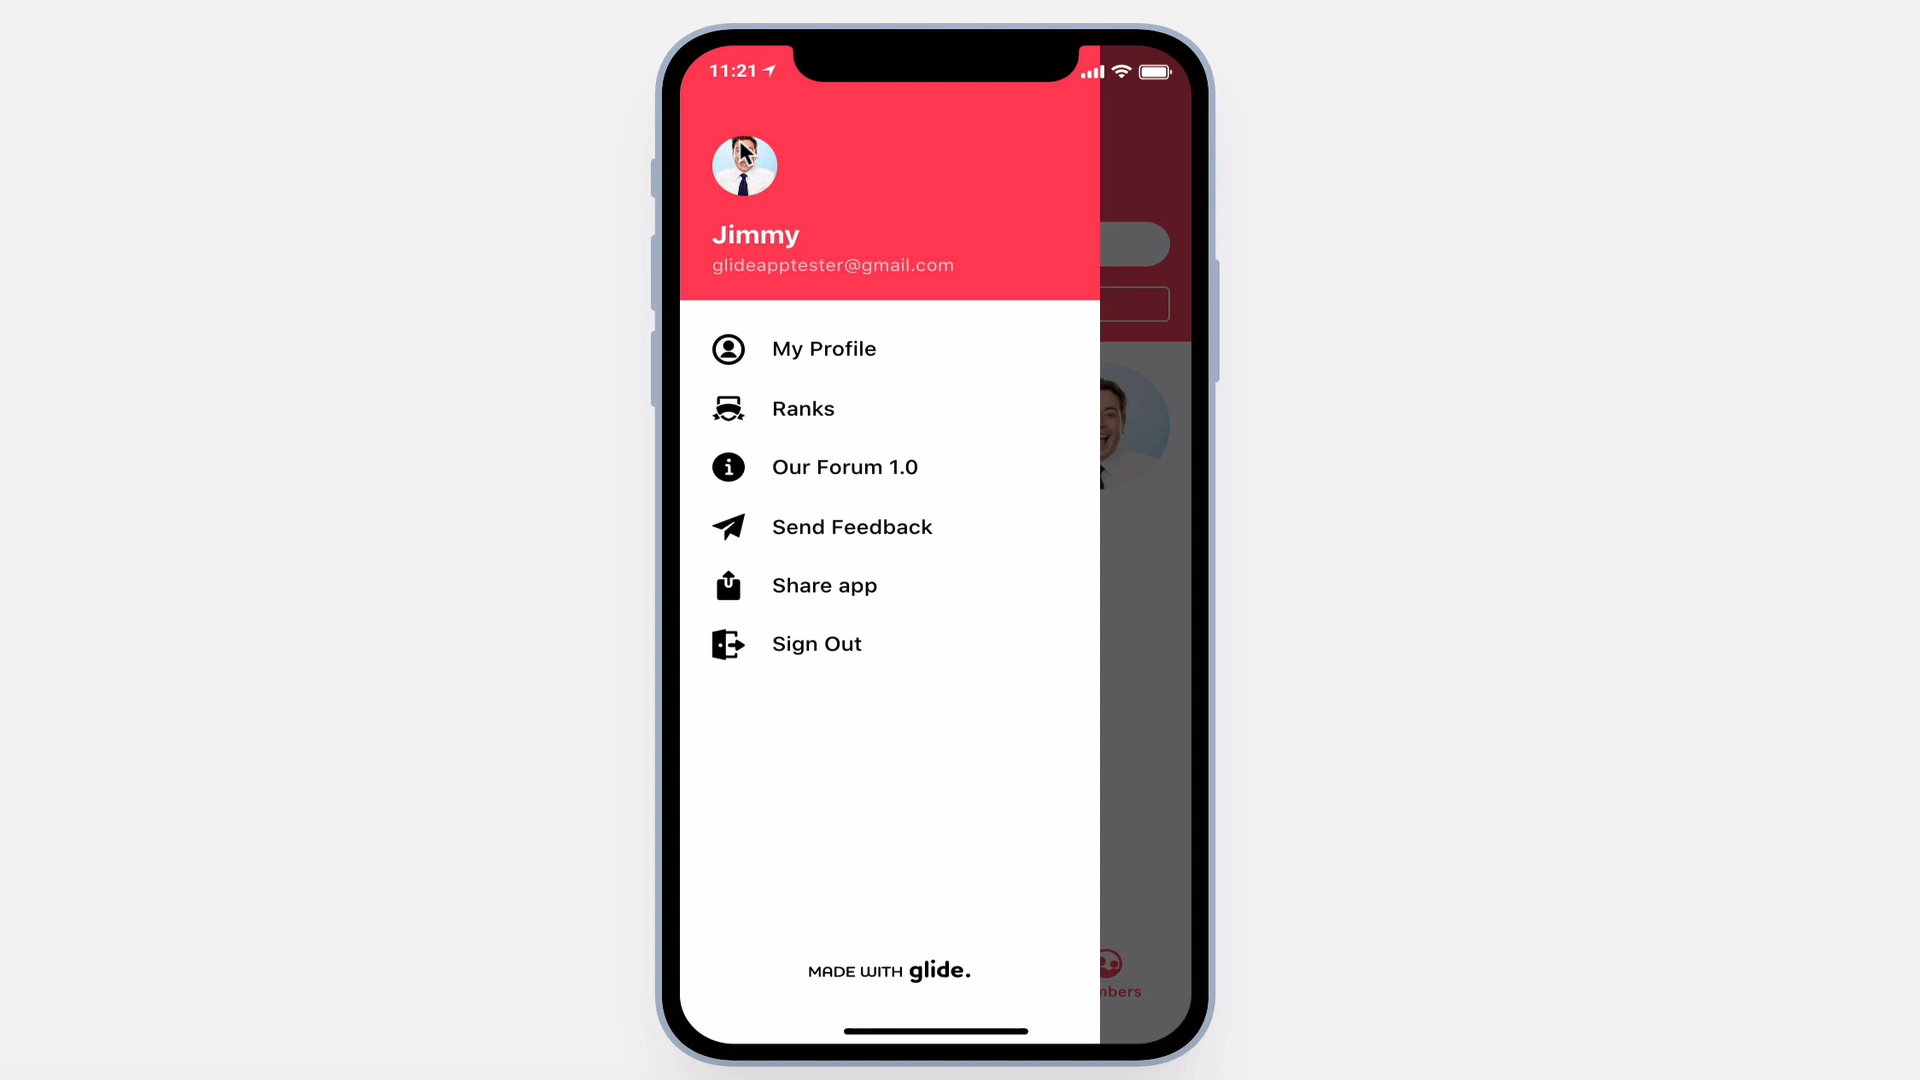 11:21
Jimmy
glideapptester@gmail.com
My Profile
Ranks
Our Forum 1.0
Send Feedback
Share app
Sign Out
MADE WITH glide.